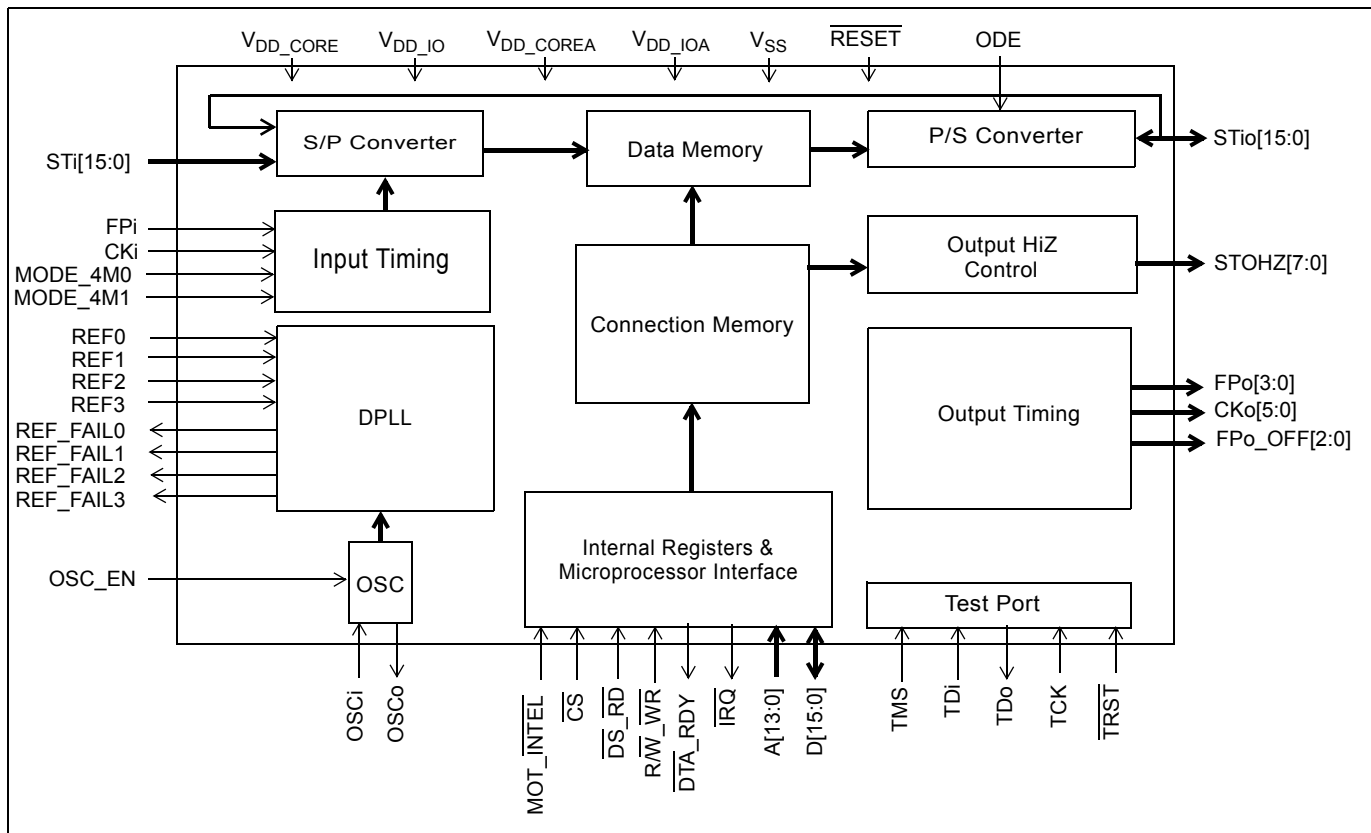 VDD_CORE
VDD_IO
VDD_COREA
VDD_IOA
VSS
RESET
ODE
S/P Converter
Data Memory
P/S Converter
STi[15:0]
STio[15:0]
FPi
CKi
MODE_4M0
MODE_4M1
Input Timing
Output HiZ
Control
STOHZ[7:0]
Connection Memory
REF0
REF1
REF2
REF3
REF_FAIL0
REF_FAIL1
REF_FAIL2
REF_FAIL3
DPLL
Output Timing
FPo[3:0]
CKo[5:0]
FPo_OFF[2:0]
OSC_EN
OSC
Internal Registers &
Microprocessor Interface
Test Port
OSCi
OSCo
MOT_INTEL
CS
DS_RD
R/W_WR
DTA_RDY
IRQ
A[13:0]
D[15:0]
TMS
TDi
TDo
TCK
TRST